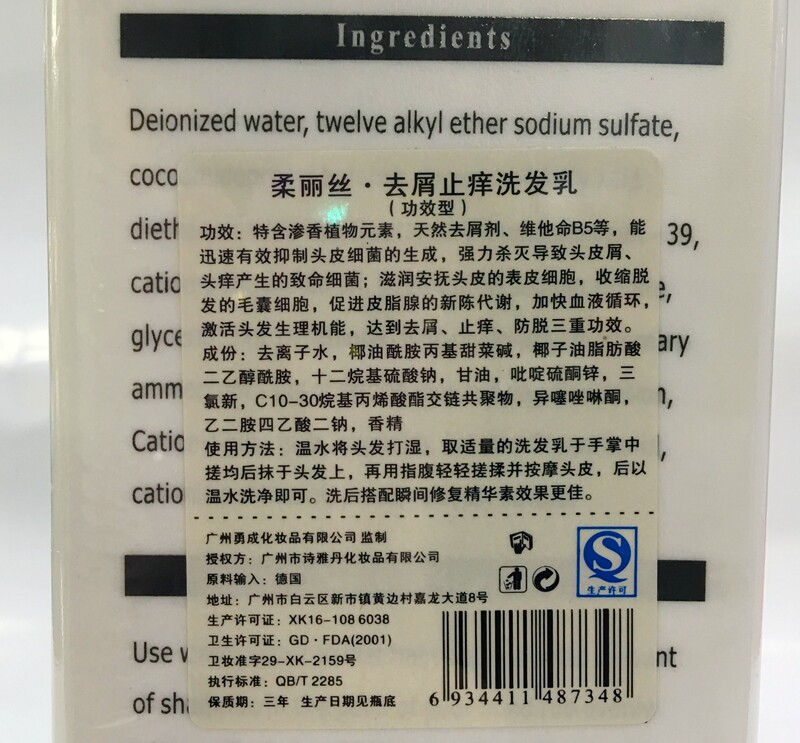 Ingredients
Deionized water, twelve alkyl ether sodium sulfate,
coco
dieth 39,
catio e,
glyce ary
amm n,
Catio ,
catio
柔丽丝·去屑止痒洗发乳
(功效型)
功效：特含渗香植物元素，天然去屑剂、维他命B5等，能
迅速有效抑制头皮细菌的生成，强力杀灭导致头皮屑、
头痒产生的致命细菌；滋润安抚头皮的表皮细胞，收缩脱
发的毛囊细胞，促进皮脂腺的新陈代谢，加快血液循环，
激活头发生理机能，达到去屑、止痒、防脱三重功效。
成份：去离子水，椰油酰胺丙基甜菜碱，椰子油脂肪酸
二乙醇酰胺，十二烷基硫酸钠，甘油，吡啶硫酮锌，三
氯新，C10-30烷基丙烯酸酯交链共聚物，异噻唑啉酮，
乙二胺四乙酸二钠，香精
使用方法：温水将头发打湿，取适量的洗发乳于手掌中
搓均后抹于头发上，再用指腹轻轻搓揉并按摩头皮，后以
温水洗净即可。洗后搭配瞬间修复精华素效果更佳。
广州勇成化妆品有限公司 监制
授权方：广州市诗雅丹化妆品有限公司
原料输入：德国
地址：广州市白云区新市镇黄边村嘉龙大道8号
生产许可证：XK16-108 6038
卫生许可证：GD·FDA(2001)
卫妆准字29-XK-2159号
执行标准：QB/T 2285
保质期：三年 生产日期见瓶底
生产许可
6 934411 487348
Use w nt
of sha